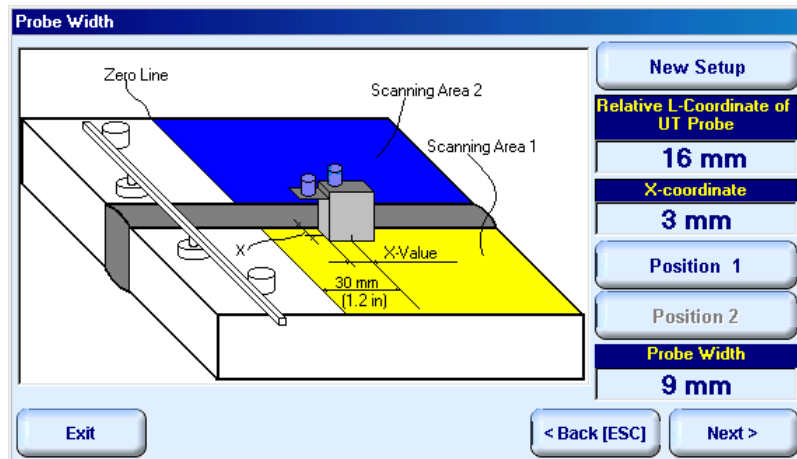 Probe Width
Zero Line
Scanning Area 2
Scanning Area 1
X
X-Value
30 mm
(1.2 in)
New Setup
Relative L-Coordinate of
UT Probe
16 mm
X-coordinate
3 mm
Position 1
Position 2
Probe Width
9 mm
Exit
< Back [ESC]
Next >